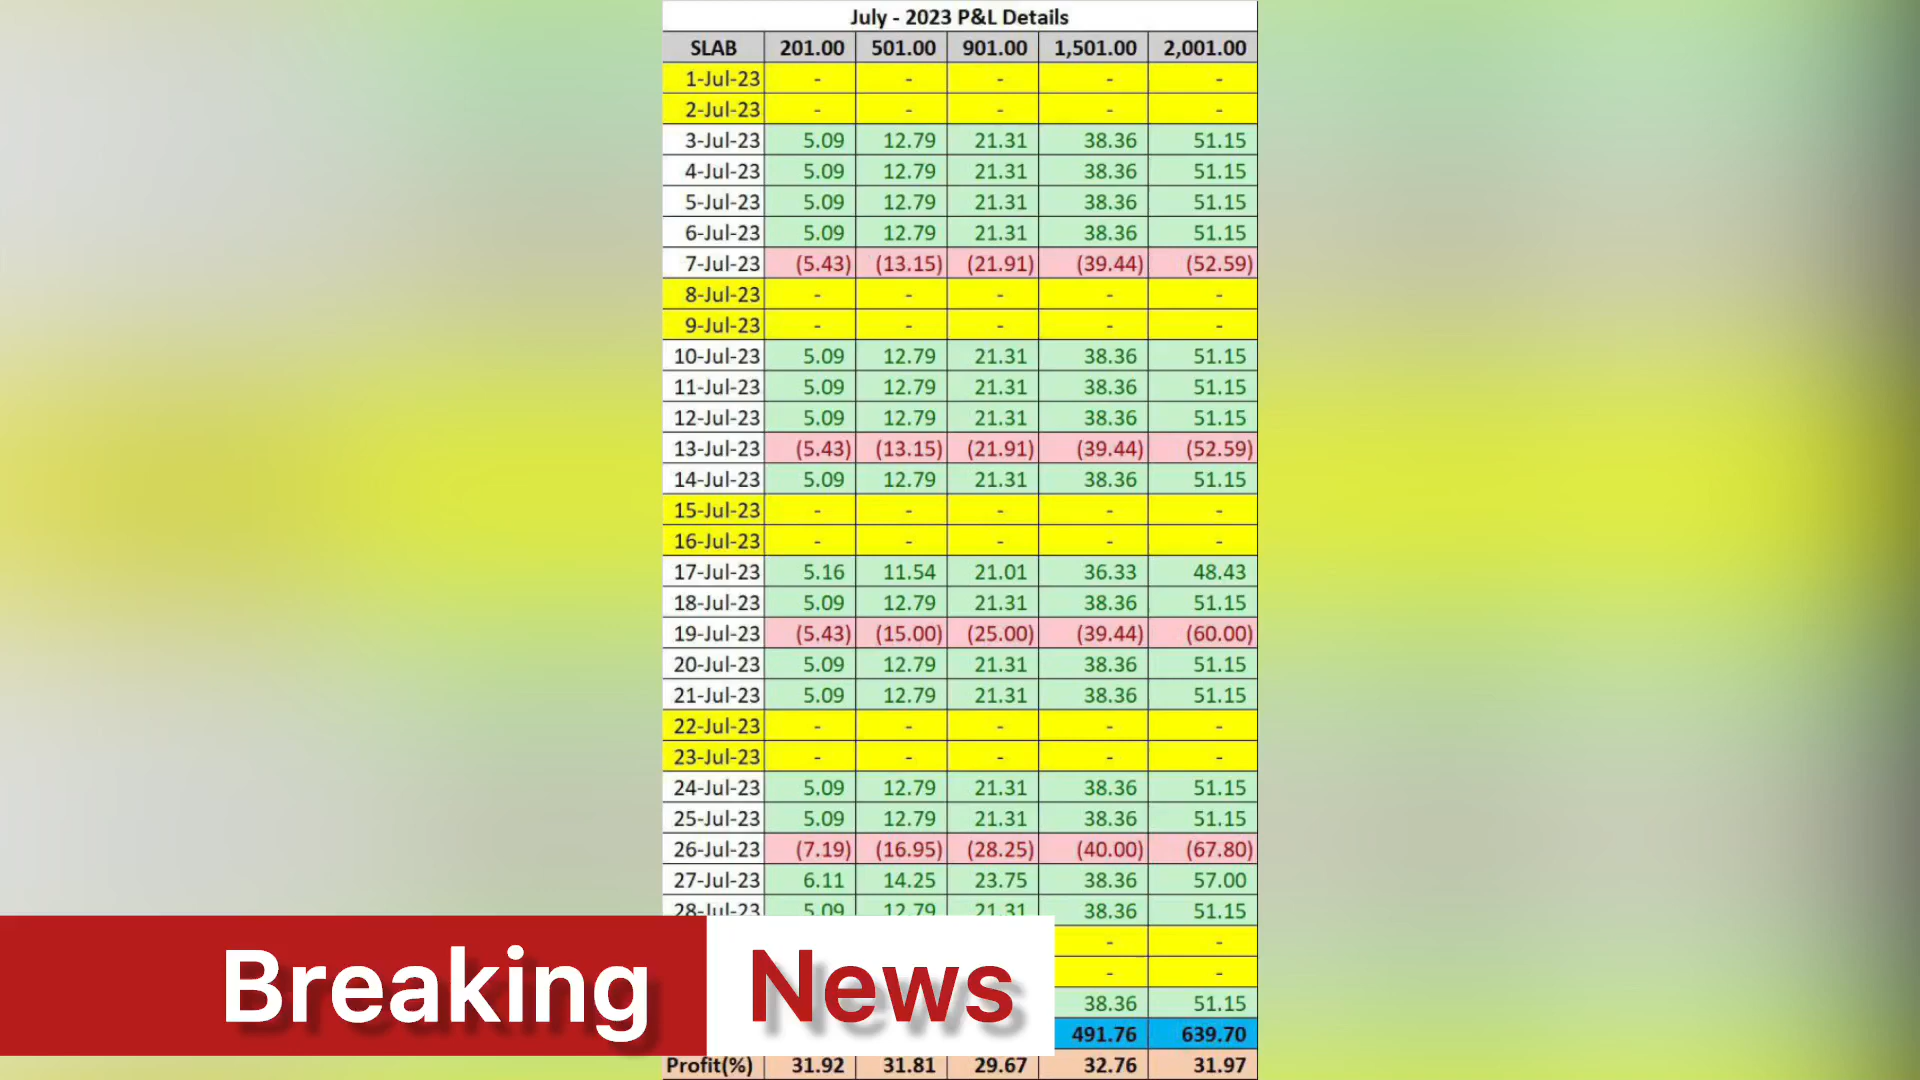 July - 2023 P&L Details
SLAB 201.00 501.00 901.00 1,501.00 2,001.00
1-Jul-23 - - - - -
2-Jul-23 - - - - -
3-Jul-23 5.09 12.79 21.31 38.36 51.15
4-Jul-23 5.09 12.79 21.31 38.36 51.15
5-Jul-23 5.09 12.79 21.31 38.36 51.15
6-Jul-23 5.09 12.79 21.31 38.36 51.15
7-Jul-23 (5.43) (13.15) (21.91) (39.44) (52.59)
8-Jul-23 - - - - -
9-Jul-23 - - - - -
10-Jul-23 5.09 12.79 21.31 38.36 51.15
11-Jul-23 5.09 12.79 21.31 38.36 51.15
12-Jul-23 5.09 12.79 21.31 38.36 51.15
13-Jul-23 (5.43) (13.15) (21.91) (39.44) (52.59)
14-Jul-23 5.09 12.79 21.31 38.36 51.15
15-Jul-23 - - - - -
16-Jul-23 - - - - -
17-Jul-23 5.16 11.54 21.01 36.33 48.43
18-Jul-23 5.09 12.79 21.31 38.36 51.15
19-Jul-23 (5.43) (15.00) (25.00) (39.44) (60.00)
20-Jul-23 5.09 12.79 21.31 38.36 51.15
21-Jul-23 5.09 12.79 21.31 38.36 51.15
22-Jul-23 - - - - -
23-Jul-23 - - - - -
24-Jul-23 5.09 12.79 21.31 38.36 51.15
25-Jul-23 5.09 12.79 21.31 38.36 51.15
26-Jul-23 (7.19) (16.95) (28.25) (40.00) (67.80)
27-Jul-23 6.11 14.25 23.75 38.36 57.00
28-Jul-23 5.09 12.79 21.31 38.36 51.15
- -
- -
38.36 51.15
491.76 639.70
Breaking News
Profit(%) 31.92 31.81 29.67 32.76 31.97